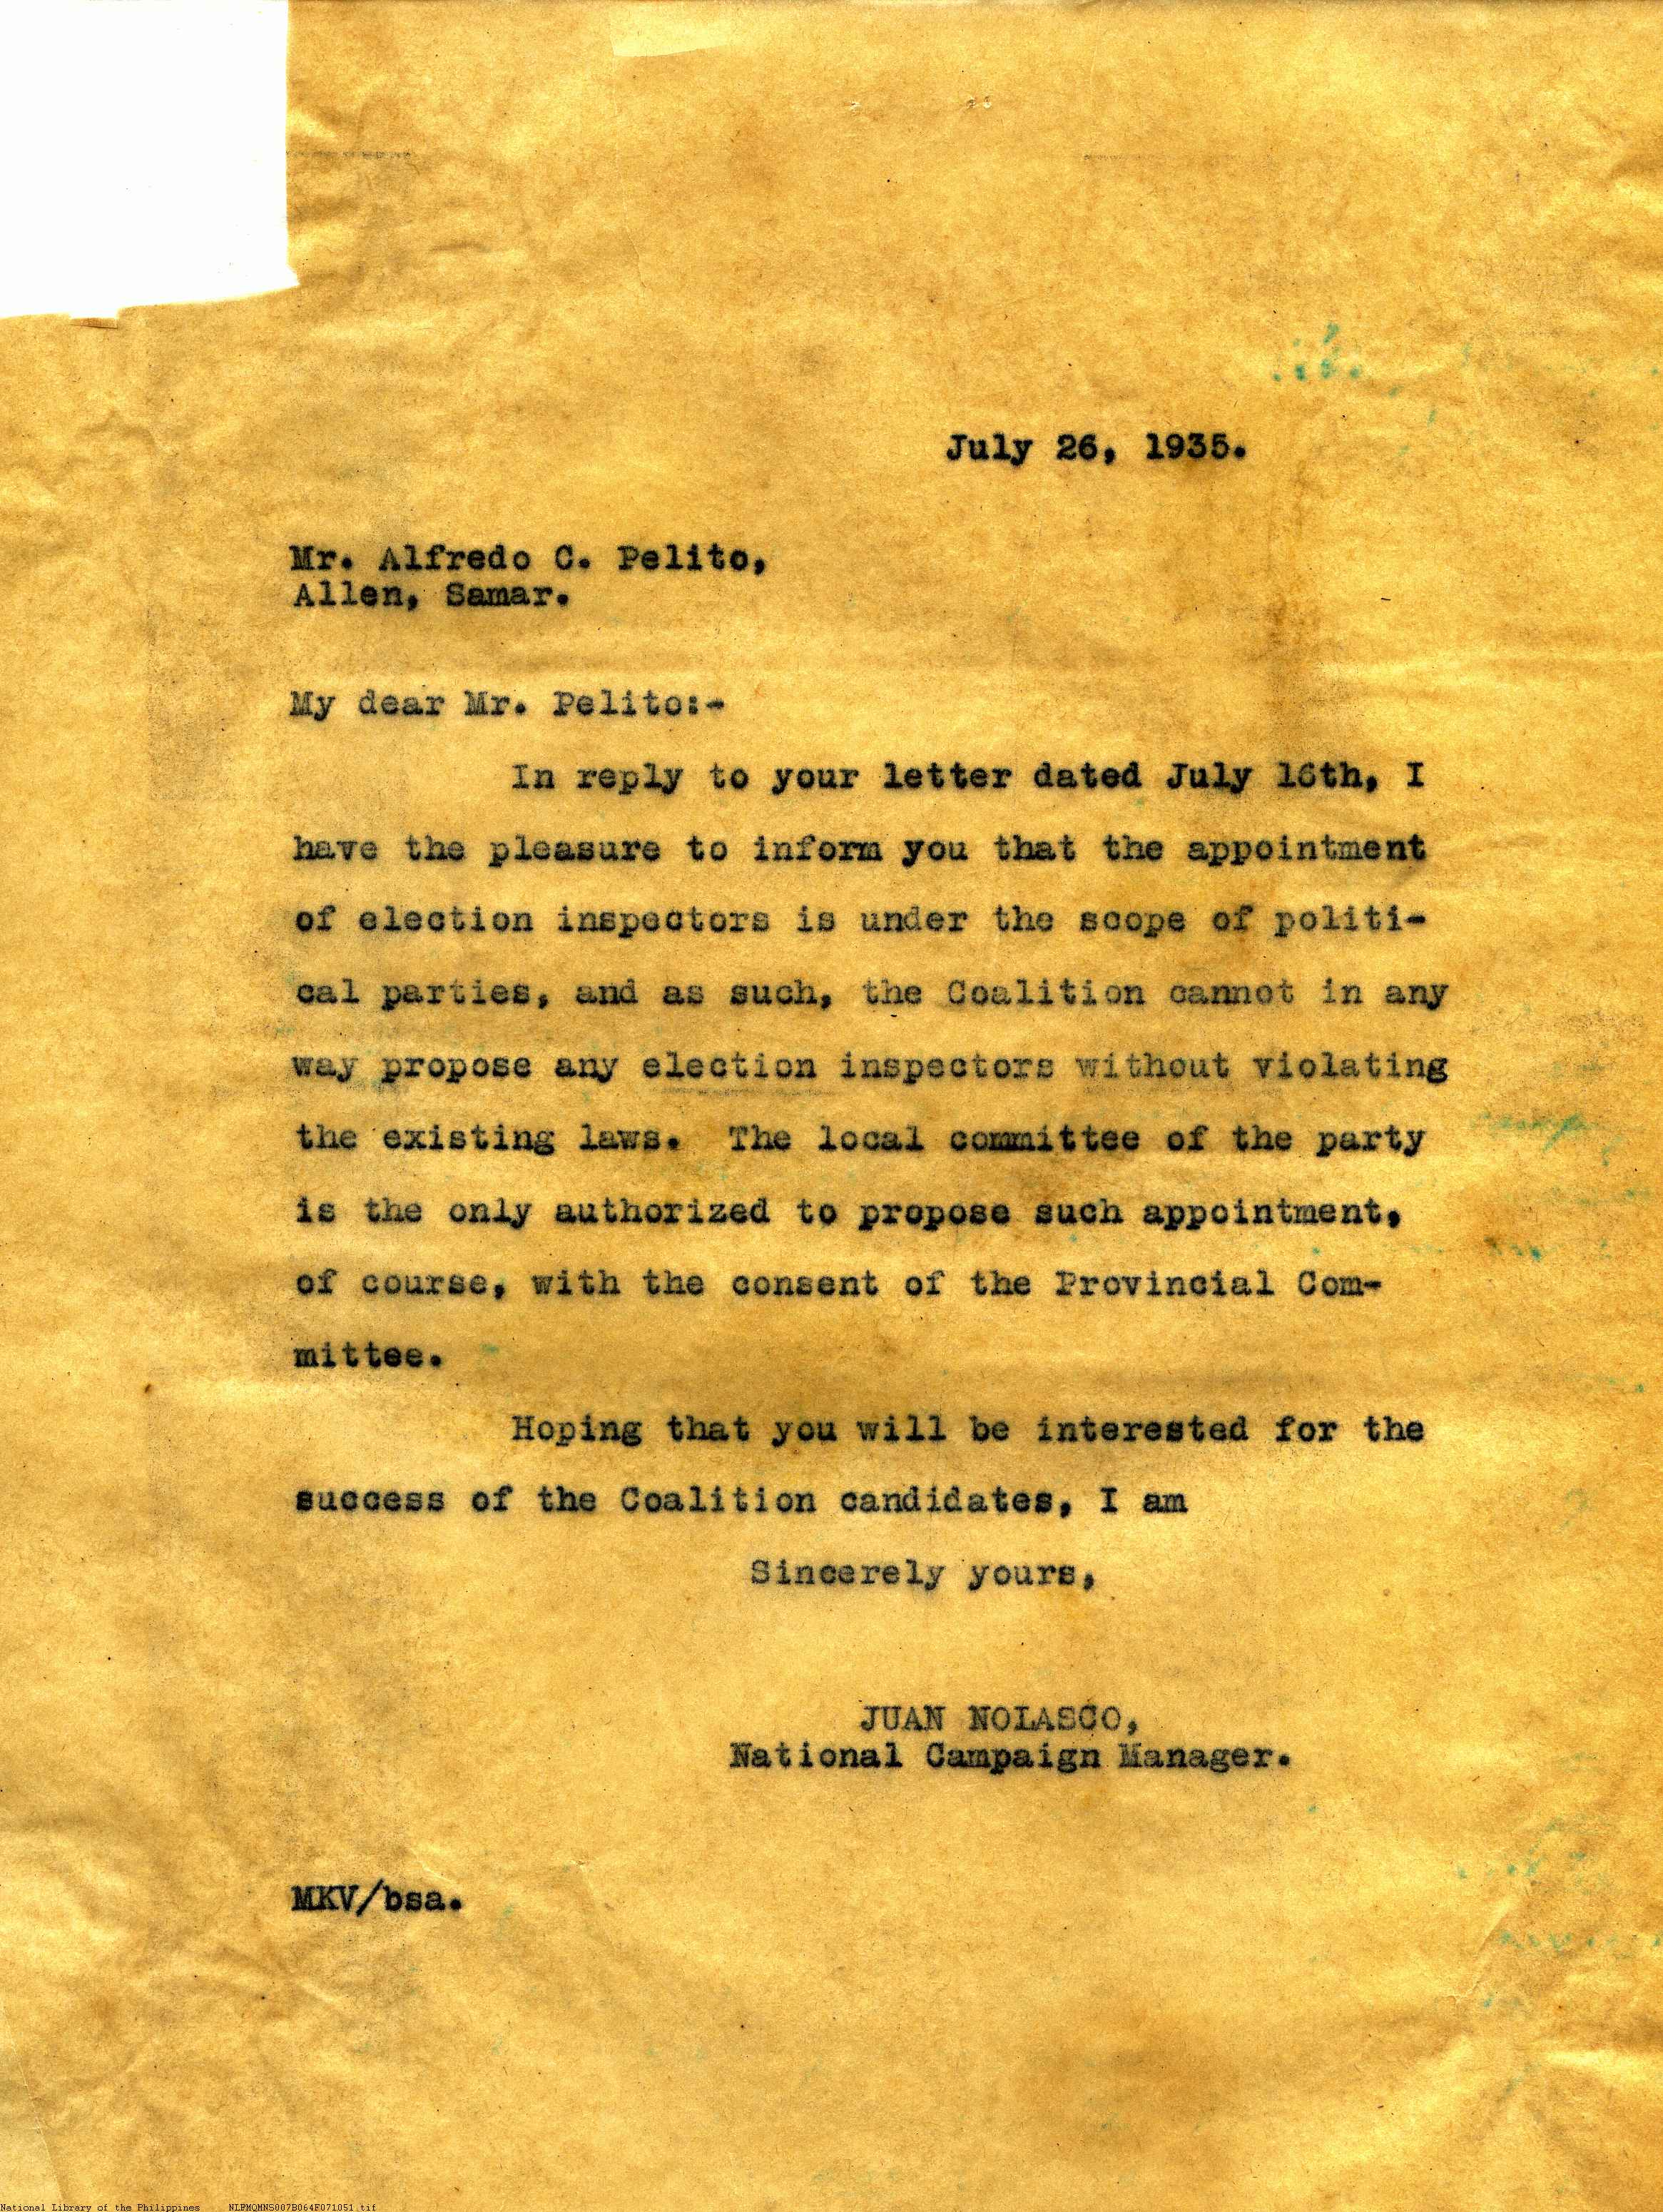 July 26, 1935.
Mr. Alfredo C. Pelito,
Allen, Samar.
My dear Mr. Pelito:-
In reply to your letter dated July 16th, I
have the pleasure to inform you that the appointment
of election inspectors is under the scope of politi-
cal parties, and as such, the Coalition cannot in any
way propose any election inspectors without violating
the existing laws. The local committee of the party
is the only authorized to propose such appointment,
of course, with the consent of the Provincial Com-
mittee.
Hoping that you will be interested for the
success of the Coalition candidates, I am
Sincerely yours,
JUAN NOLASCO,
National Campaign Manager.
MKV/bsa.
National Library of the Philippines NLPMQMNS007B064F071051.tif